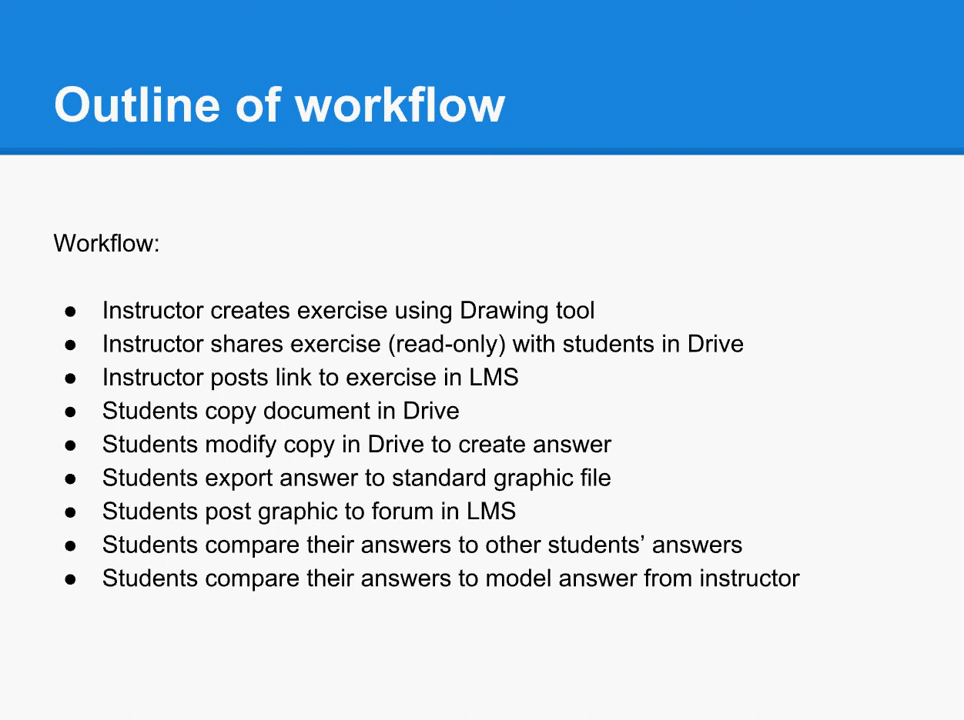 Outline of workflow
Workflow:
● Instructor creates exercise using Drawing tool
● Instructor shares exercise (read-only) with students in Drive
● Instructor posts link to exercise in LMS
● Students copy document in Drive
● Students modify copy in Drive to create answer
● Students export answer to standard graphic file
● Students post graphic to forum in LMS
● Students compare their answers to other students’ answers
● Students compare their answers to model answer from instructor